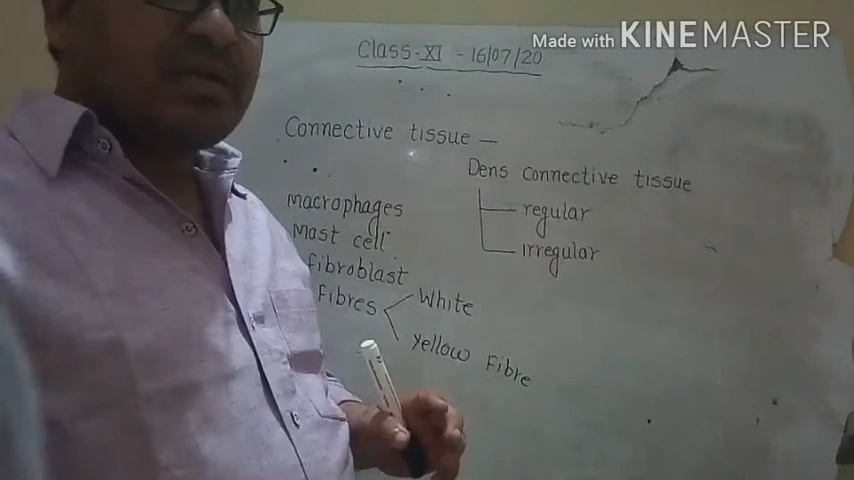 Made with KINEMASTER
Class-XI - 16/07/20
Connective tissue —
Dens connective tissue
regular
irregular
macrophages
Mast cell
fibroblast
Fibres
White
Yellow Fibre